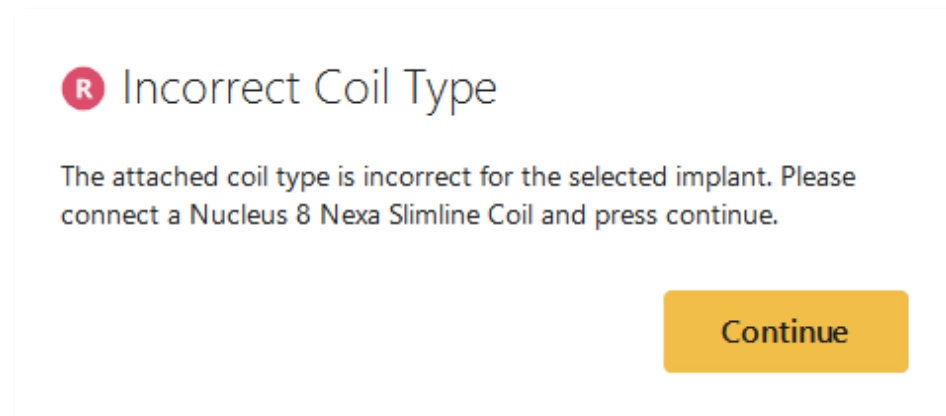 R Incorrect Coil Type
The attached coil type is incorrect for the selected implant. Please
connect a Nucleus 8 Nexa Slimline Coil and press continue.
Continue